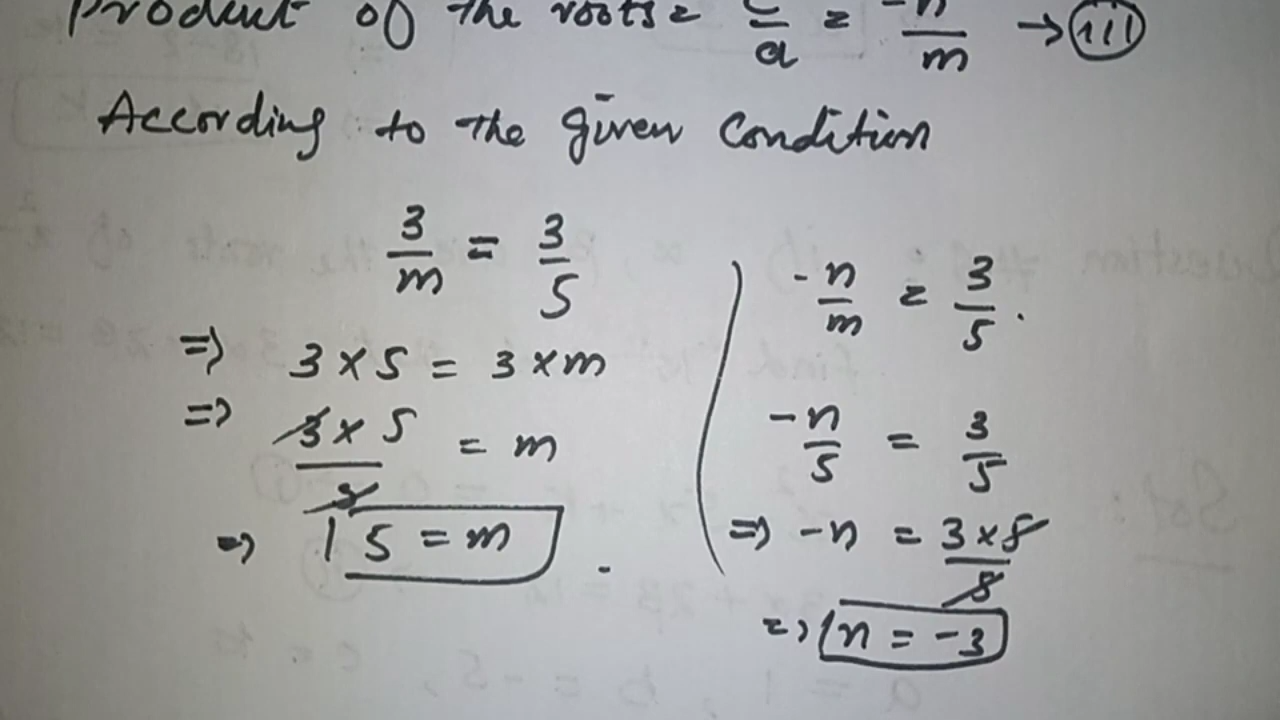 Product of the roots = c/a = -n/m → (iii)
According to the given Condition
3/m = 3/5
⇒ 3 × 5 = 3 × m
⇒ 3 × 5 / 3 = m
⇒ 5 = m .
-n/m = 3/5 .
-n/5 = 3/5
⇒ -n = 3 × 5 / 5
⇒ n = -3